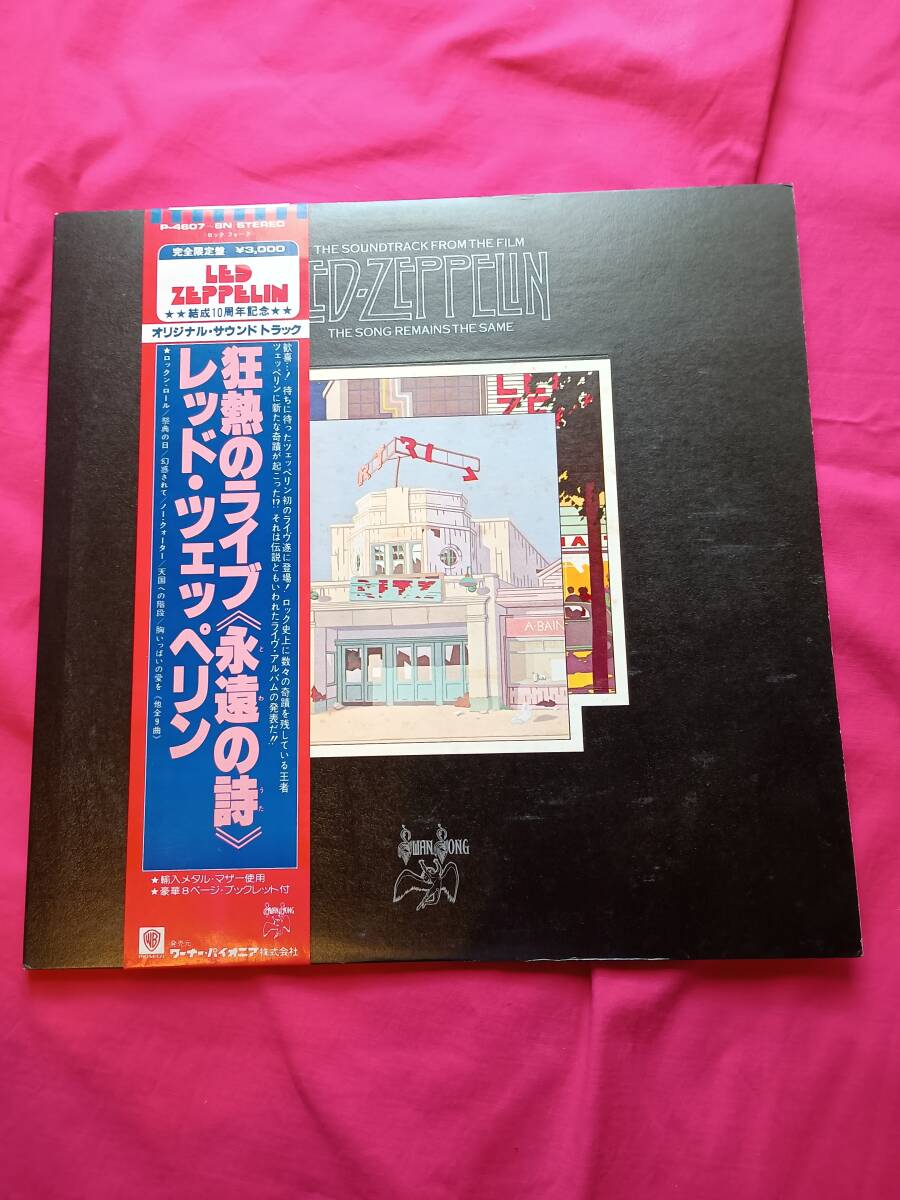 P-4607~8N STEREO
ロック フォーク
完全限定盤 ¥3,000
LED
ZEPPELIN
★★結成10周年記念★★
オリジナル・サウンドトラック
歓喜…! 待ちに待ったツェッペリン初のライヴ遂に登場! ロック史上に数々の奇蹟を残している王者
ツェッペリンに新たな奇蹟が起こった!? それは伝説ともいわれたライヴ・アルバムの発表だ!!
狂熱のライブ《永遠の詩》
とわ
うた
レッド・ツェッペリン
★ロックン・ロール/祭典の日/幻惑されて/ノー・クォーター/天国への階段/胸いっぱいの愛を (他全9曲)
★輸入メタル・マザー使用
★豪華8ページ・ブックレット付
SWAN SONG
WB
PIONEER
発売元
ワーナー・パイオニア株式会社
THE SOUNDTRACK FROM THE FILM
ED-ZEPPELIN
THE SONG REMAINS THE SAME
A-BAIN
SWAN SONG